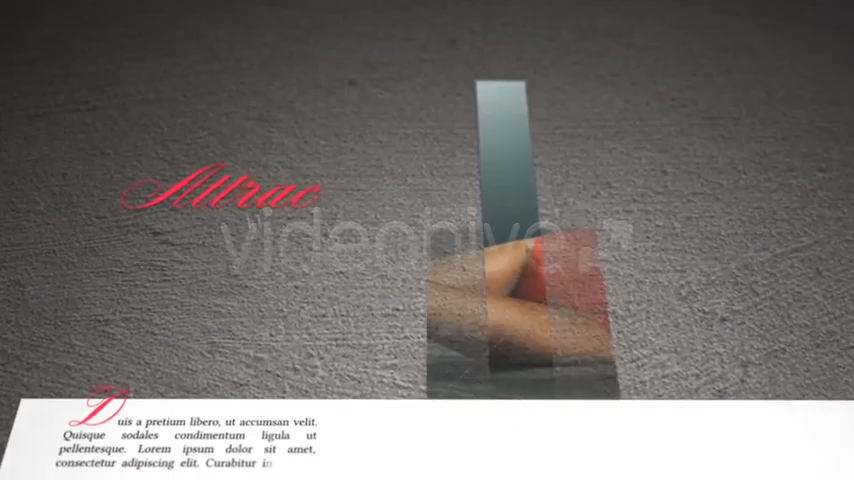 Attrac
videohive
Duis a pretium libero, ut accumsan velit.
Quisque sodales condimentum ligula ut
pellentesque. Lorem ipsum dolor sit amet,
consectetur adipiscing elit. Curabitur in